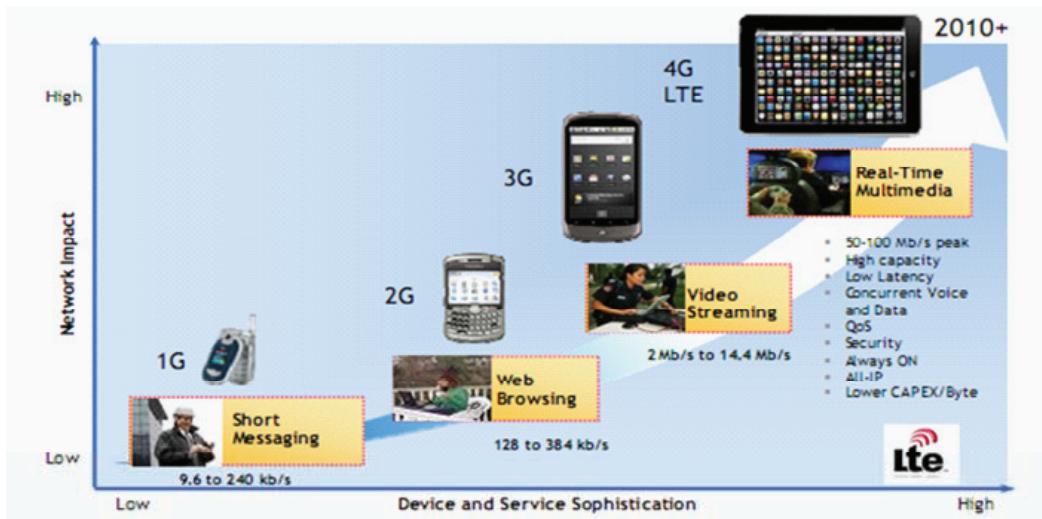 2010+
4G
LTE
High
Real-Time
Multimedia
3G
50-100 Mb/s peak
High capacity
Low Latency
Concurrent Voice
and Data
QoS
Security
Always ON
All-IP
Lower CAPEX/Byte
Video
Streaming
2 Mb/s to 14.4 Mb/s
2G
Web
Browsing
128 to 384 kb/s
1G
Short
Messaging
9.6 to 240 kb/s
Network Impact
Low
Lte
Low
Device and Service Sophistication
High